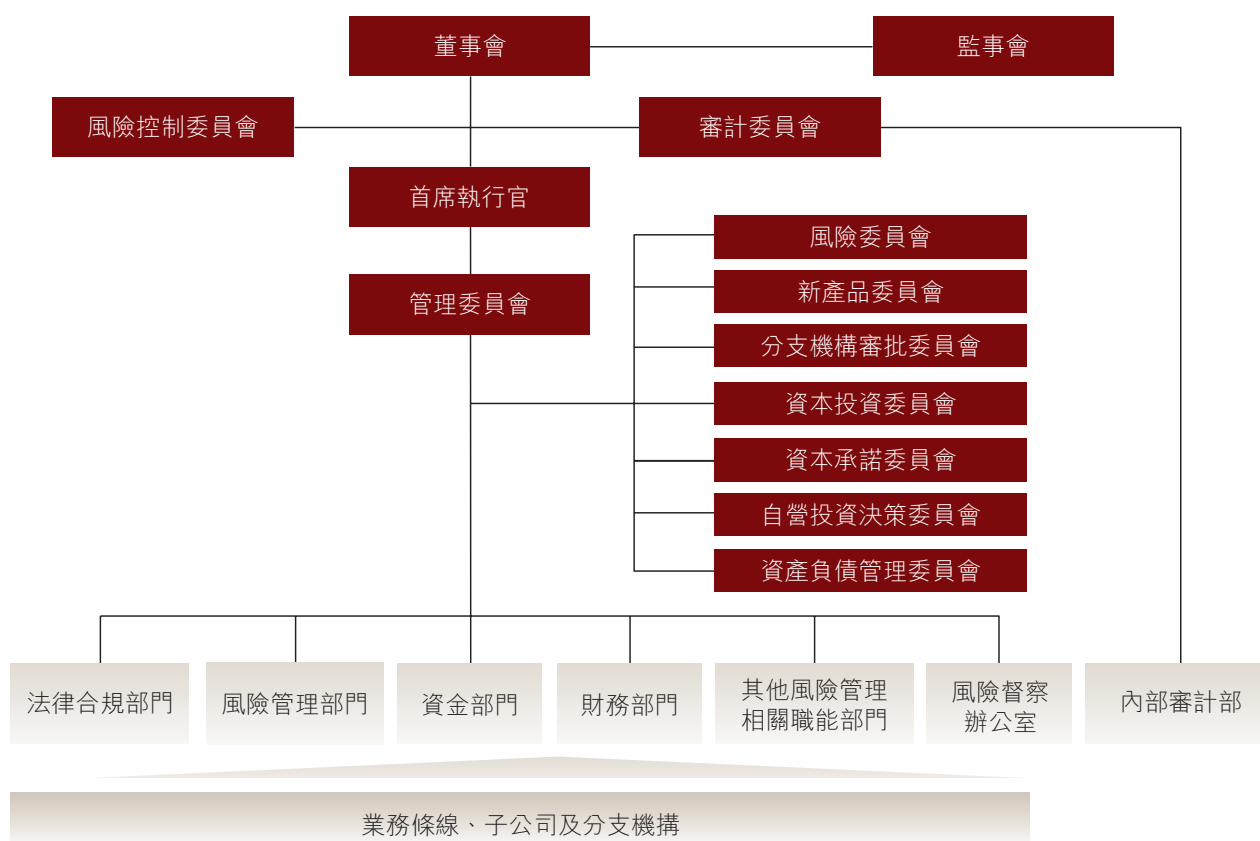 董事會
監事會
風險控制委員會
審計委員會
首席執行官
風險委員會
新產品委員會
管理委員會
分支機構審批委員會
資本投資委員會
資本承諾委員會
自營投資決策委員會
資產負債管理委員會
法律合規部門
風險管理部門
資金部門
財務部門
其他風險管理
相關職能部門
風險督察
辦公室
內部審計部
業務條線、子公司及分支機搆